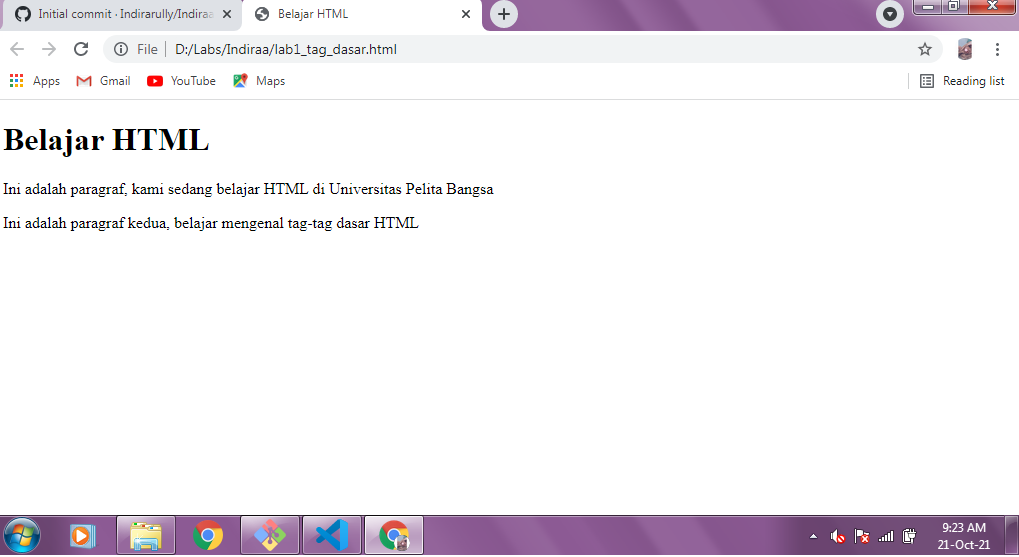 Initial commit · Indirarully/Indiraa
Belajar HTML
File
D:/Labs/Indiraa/lab1_tag_dasar.html
Apps
Gmail
YouTube
Maps
Reading list
Belajar HTML
Ini adalah paragraf, kami sedang belajar HTML di Universitas Pelita Bangsa
Ini adalah paragraf kedua, belajar mengenal tag-tag dasar HTML
9:23 AM
21-Oct-21